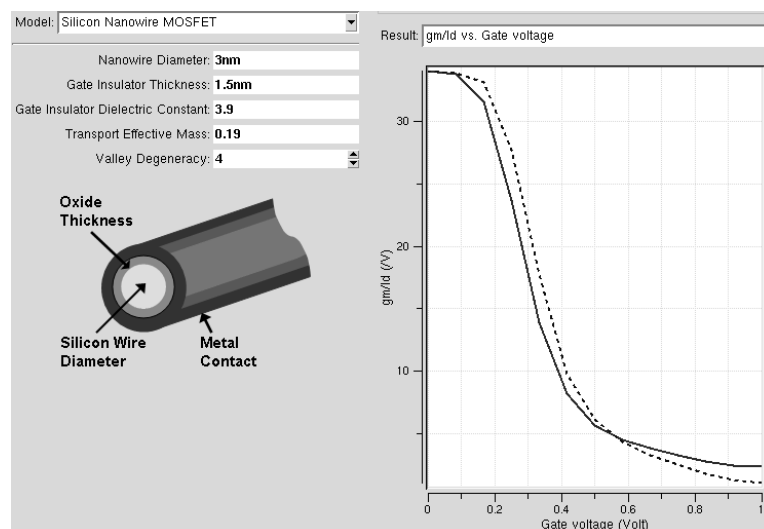 Model: Silicon Nanowire MOSFET
Nanowire Diameter: 3nm
Gate Insulator Thickness: 1.5nm
Gate Insulator Dielectric Constant: 3.9
Transport Effective Mass: 0.19
Valley Degeneracy: 4
Oxide
Thickness
Silicon Wire
Diameter
Metal
Contact
Result: gm/Id vs. Gate voltage
30
20
10
gm/Id (/V)
0 0.2 0.4 0.6 0.8 1
Gate voltage (Volt)